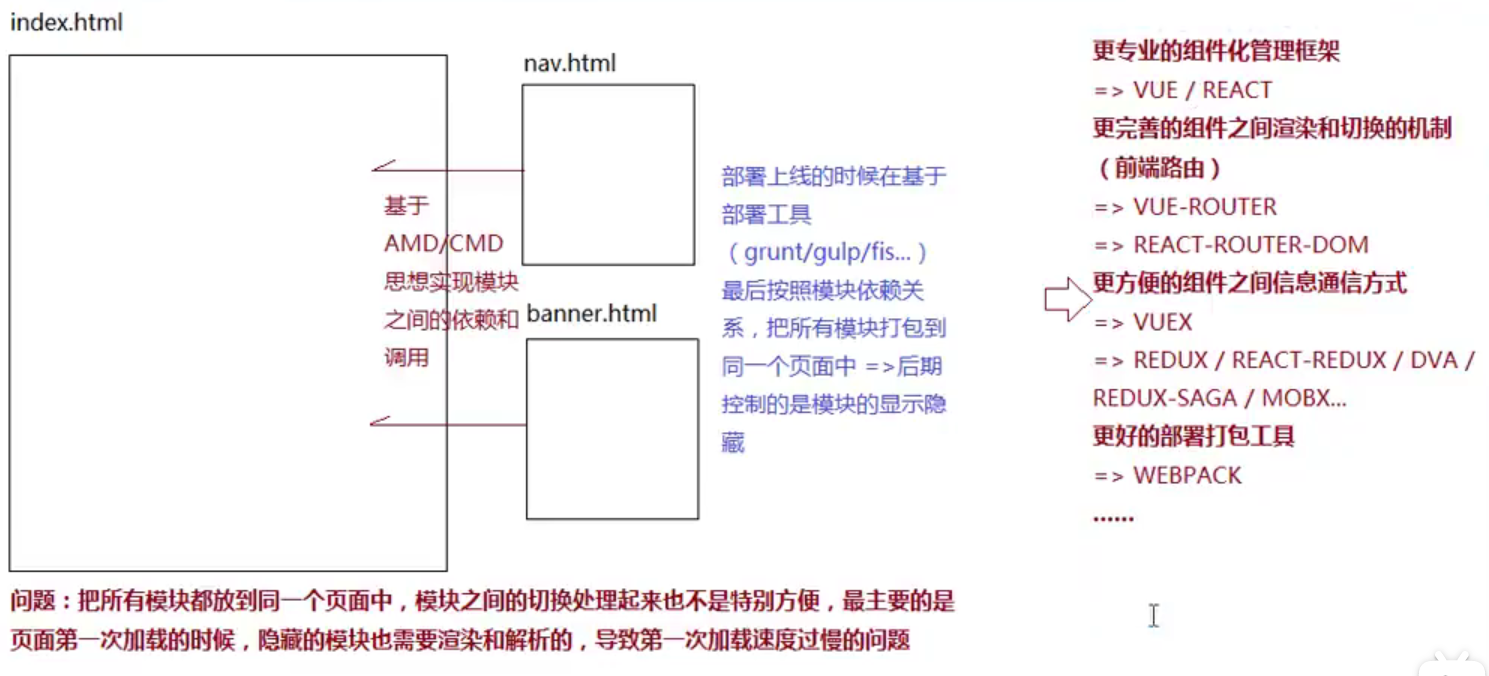 index.html
nav.html
基于
AMD/CMD
思想实现模块
之间的依赖和
调用
banner.html
部署上线的时候在基于
部署工具
（grunt/gulp/fis...）
最后按照模块依赖关
系，把所有模块打包到
同一个页面中 =>后期
控制的是模块的显示隐
藏
更专业的组件化管理框架
=> VUE / REACT
更完善的组件之间渲染和切换的机制
（前端路由）
=> VUE-ROUTER
=> REACT-ROUTER-DOM
更方便的组件之间信息通信方式
=> VUEX
=> REDUX / REACT-REDUX / DVA /
REDUX-SAGA / MOBX...
更好的部署打包工具
=> WEBPACK
......
问题：把所有模块都放到同一个页面中，模块之间的切换处理起来也不是特别方便，最主要的是
页面第一次加载的时候，隐藏的模块也需要渲染和解析的，导致第一次加载速度过慢的问题